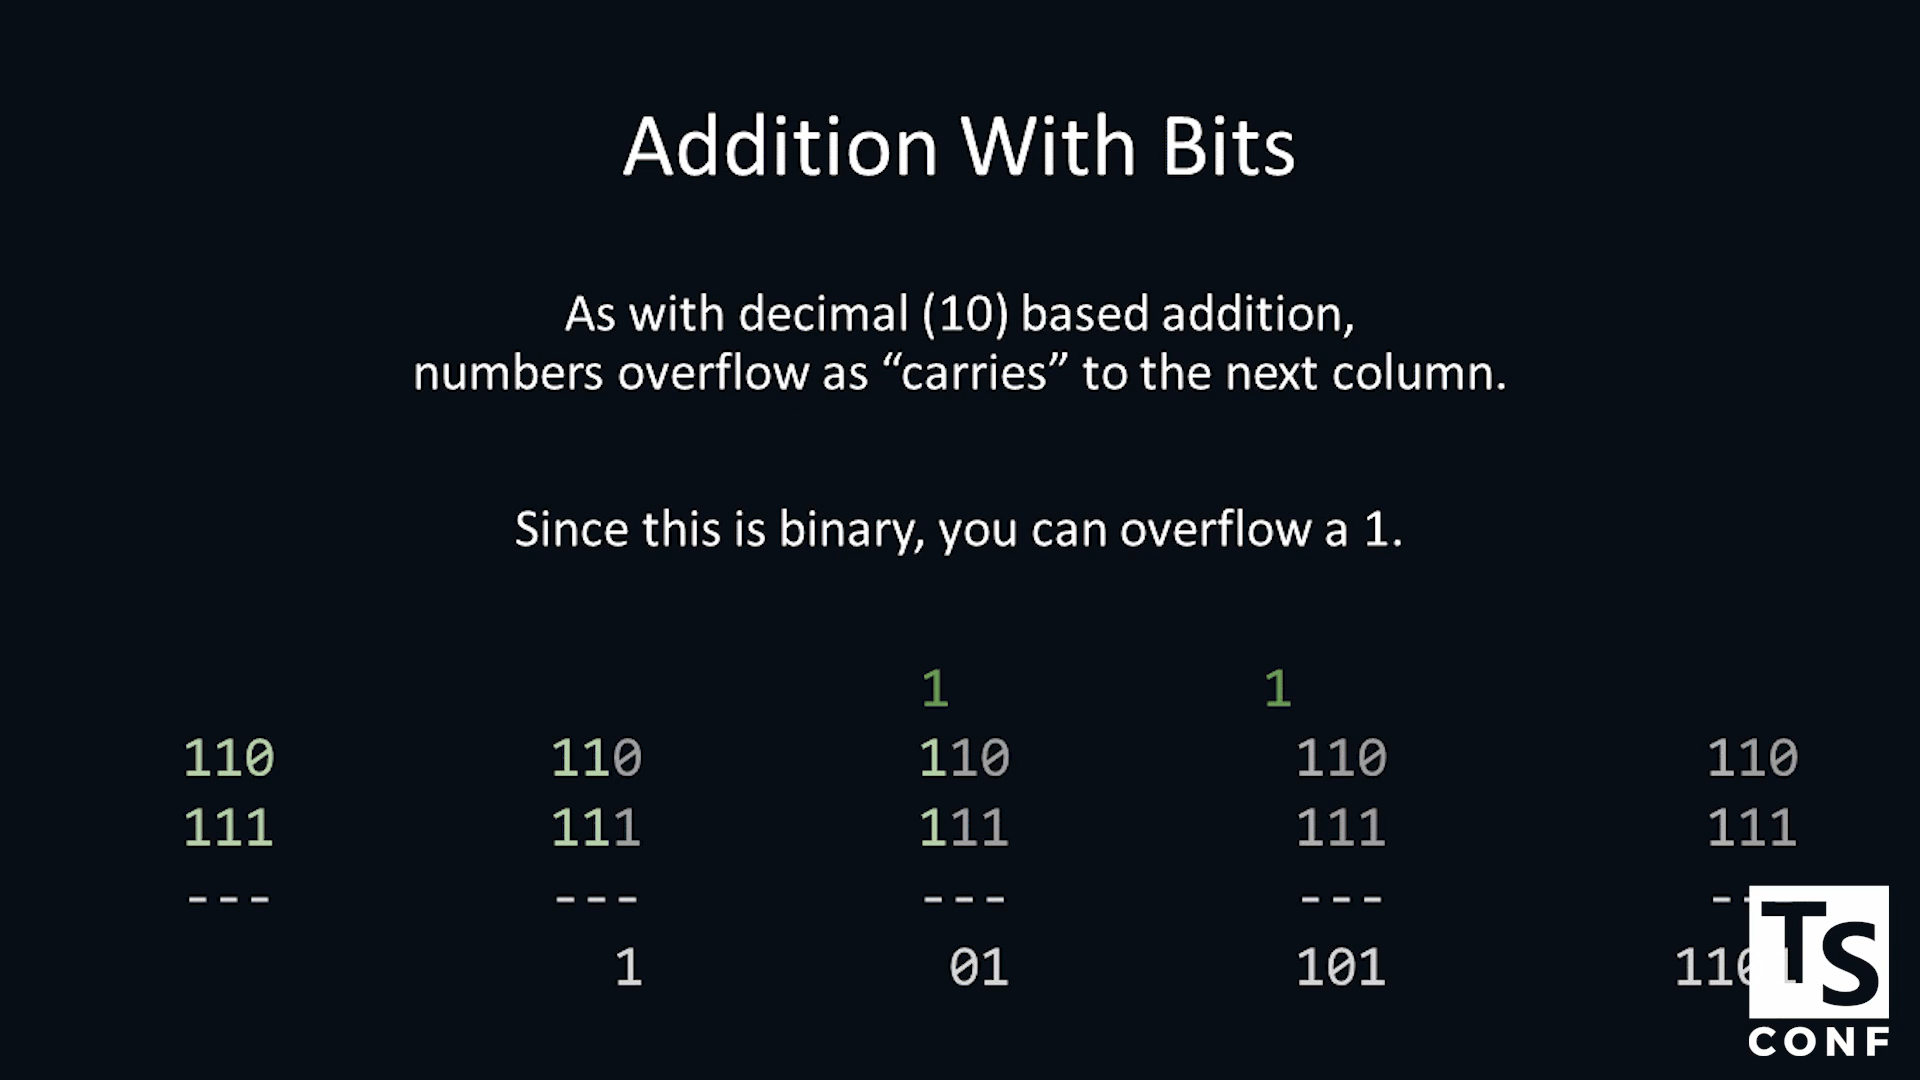 Addition With Bits
As with decimal (10) based addition,
numbers overflow as “carries” to the next column.
Since this is binary, you can overflow a 1.
1 1
110 110 110 110 110
111 111 111 111 111
--- --- --- --- --
1 01 101 1101
TS
CONF